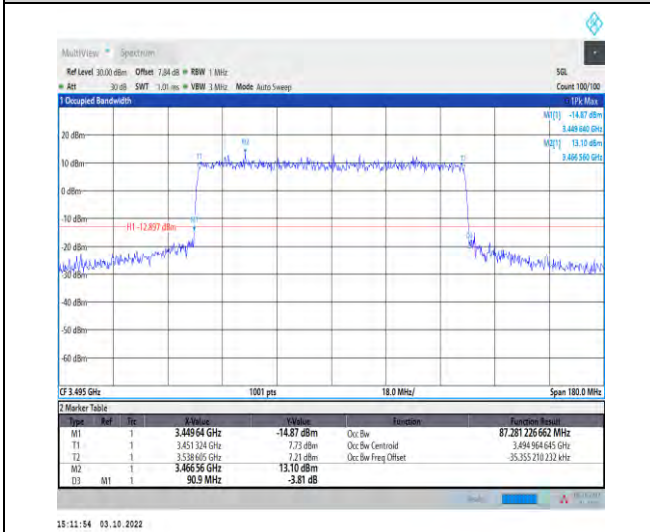 MultiView Spectrum
Ref Level 30.00 dBm Offset 7.84 dB RBW 1 MHz SGL
Att 30 dB SWT 1.01 ms VBW 3 MHz Mode Auto Sweep Count 100/100
1 Occupied Bandwidth 1Pk Max
M1[1] -14.87 dBm
3.449 640 GHz
20 dBm
M2[1] 13.10 dBm
M2
3.466 560 GHz
T1
10 dBm
0 dBm
-10 dBm
H1 -12.897 dBm
-20 dBm
-30 dBm
-40 dBm
-50 dBm
-60 dBm
CF 3.495 GHz 1001 pts 18.0 MHz/ Span 180.0 MHz
2 Marker Table
Type Ref Trc X-Value Y-Value Function Function Result
M1 1 3.449 64 GHz -14.87 dBm Occ Bw 87.281 226 662 MHz
T1 1 3.451 324 GHz 7.73 dBm Occ Bw Centroid 3.494 964 645 GHz
T2 1 3.538 605 GHz 7.21 dBm Occ Bw Freq Offset -35.355 210 232 kHz
M2 1 3.466 56 GHz 13.10 dBm
D3 M1 1 90.9 MHz -3.81 dB
15:11:54 03.10.2022